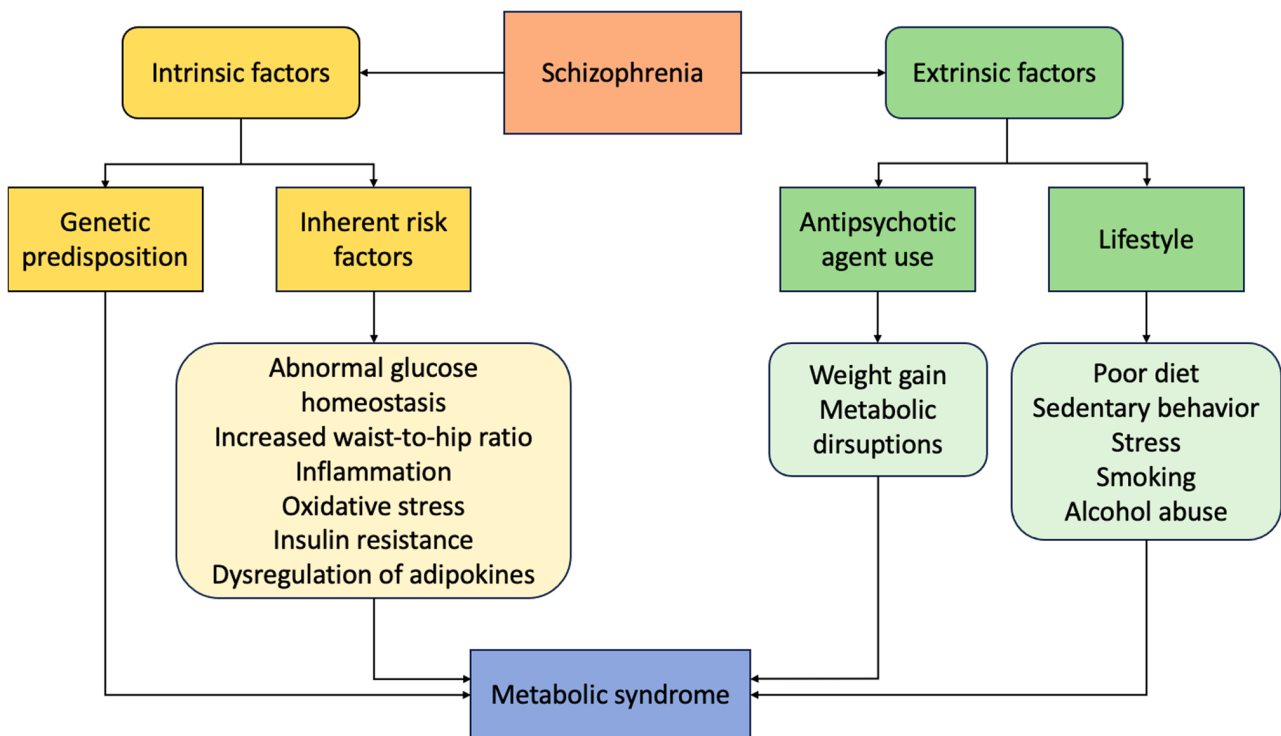 Intrinsic factors
Schizophrenia
Extrinsic factors
Genetic
predisposition
Inherent risk
factors
Antipsychotic
agent use
Lifestyle
Abnormal glucose
homeostasis
Increased waist-to-hip ratio
Inflammation
Oxidative stress
Insulin resistance
Dysregulation of adipokines
Weight gain
Metabolic
dirsuptions
Poor diet
Sedentary behavior
Stress
Smoking
Alcohol abuse
Metabolic syndrome